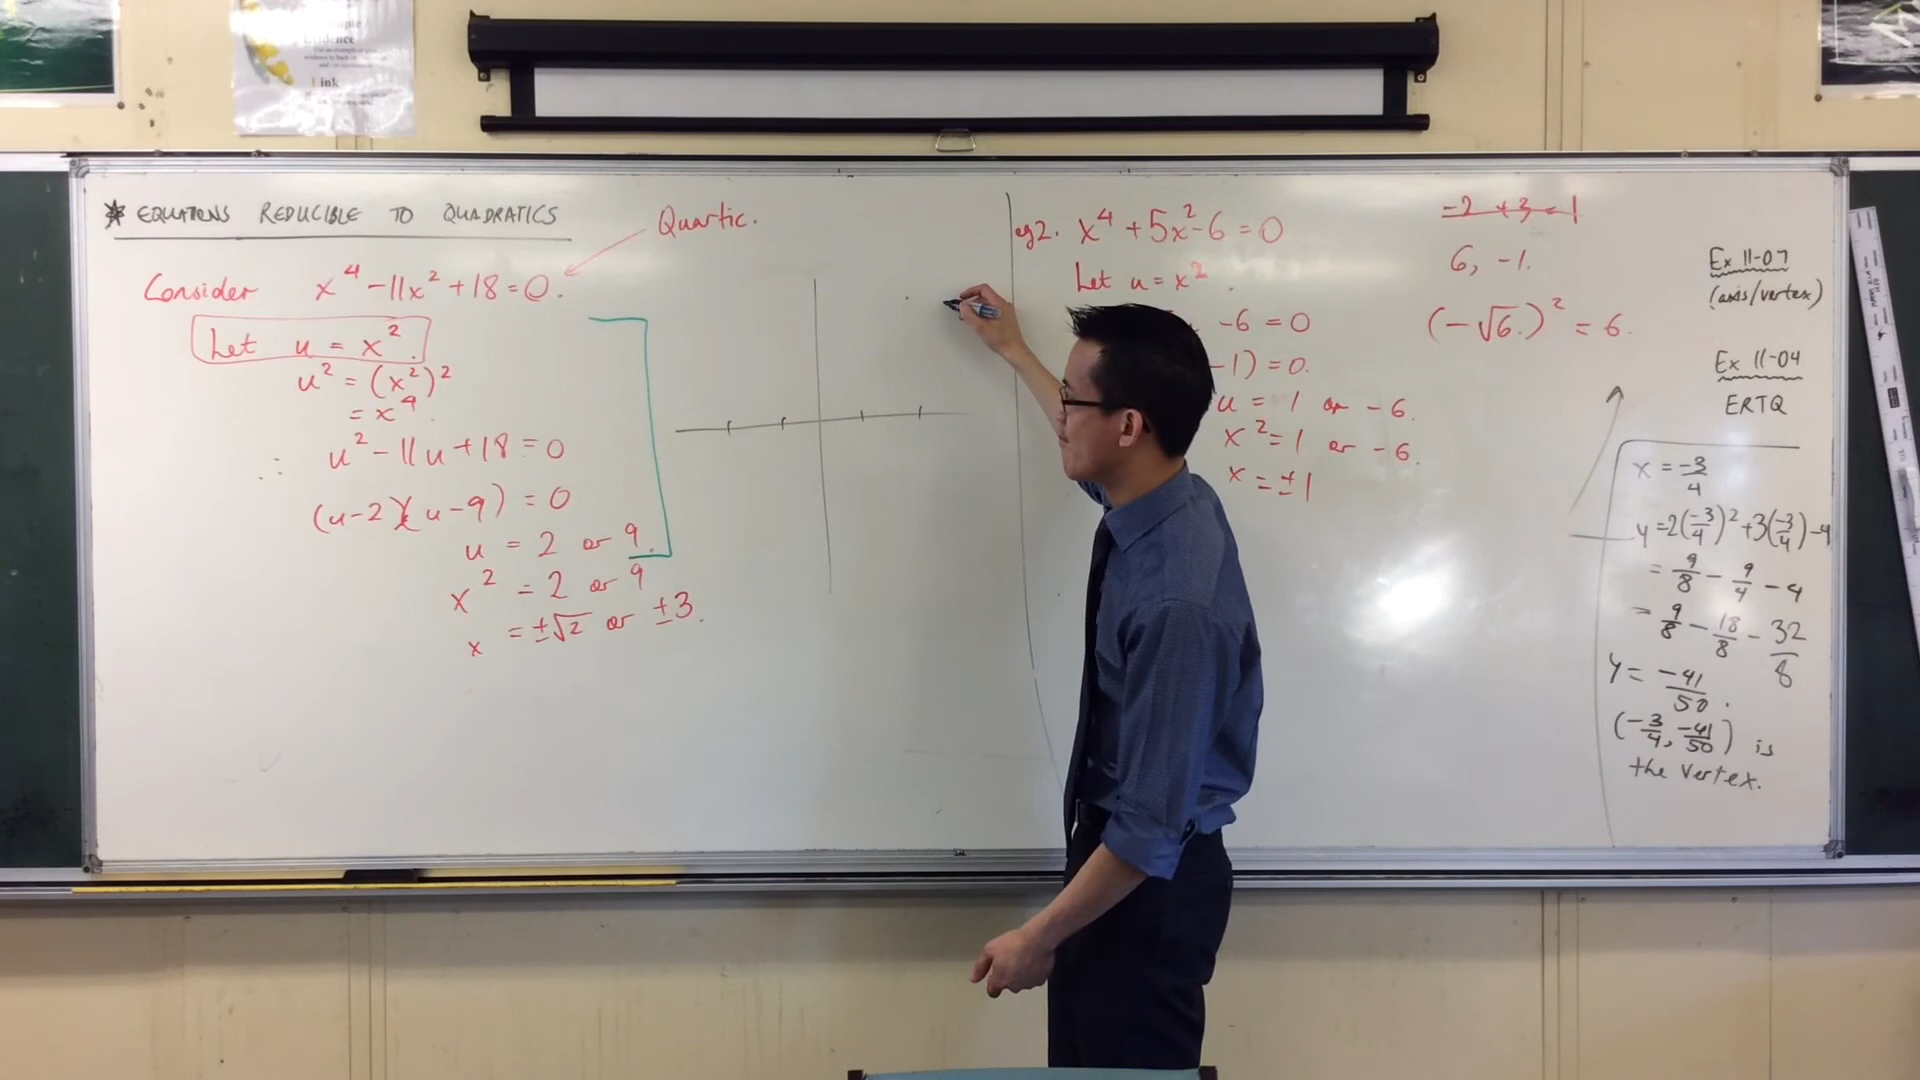 Evidence
Link
* EQUATIONS REDUCIBLE TO QUADRATICS
Quartic.
Consider x⁴ - 11x² + 18 = 0.
Let u = x².
u² = (x²)²
= x⁴.
∴ u² - 11u + 18 = 0
(u-2)(u-9) = 0
u = 2 or 9.
x² = 2 or 9
x = ±√2 or ±3.
eg2. x⁴ + 5x² - 6 = 0
Let u = x².
-6 = 0
-1) = 0.
u = 1 or -6.
x² = 1 or -6.
x = ±1
-2 + 3 = 1
6, -1.
(-√6.)² = 6.
Ex 11-07
(axis/vertex)
Ex 11-04
ERTQ
x = -3/4
y = 2(-3/4)² + 3(-3/4) - 4
= 9/8 - 9/4 - 4
= 9/8 - 18/8 - 32/8
y = -41/50.
(-3/4, -41/50) is
the vertex.